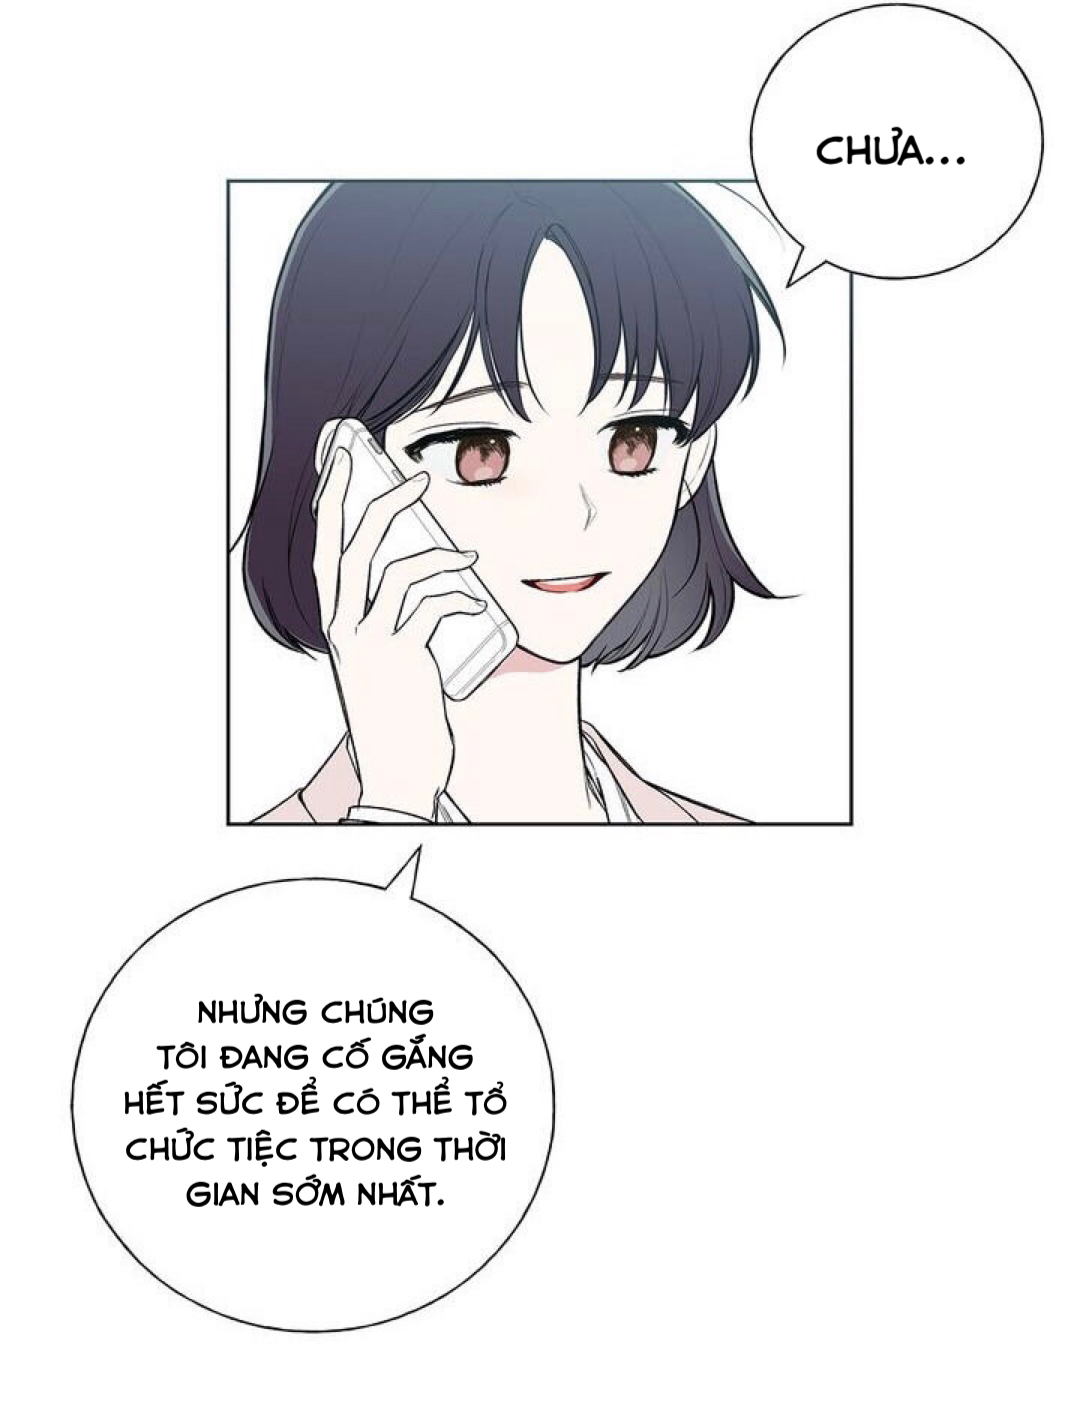 CHƯA...
NHƯNG CHÚNG
TÔI ĐANG CỐ GẮNG
HẾT SỨC ĐỂ CÓ THỂ TỔ
CHỨC TIỆC TRONG THỜI
GIAN SỚM NHẤT.